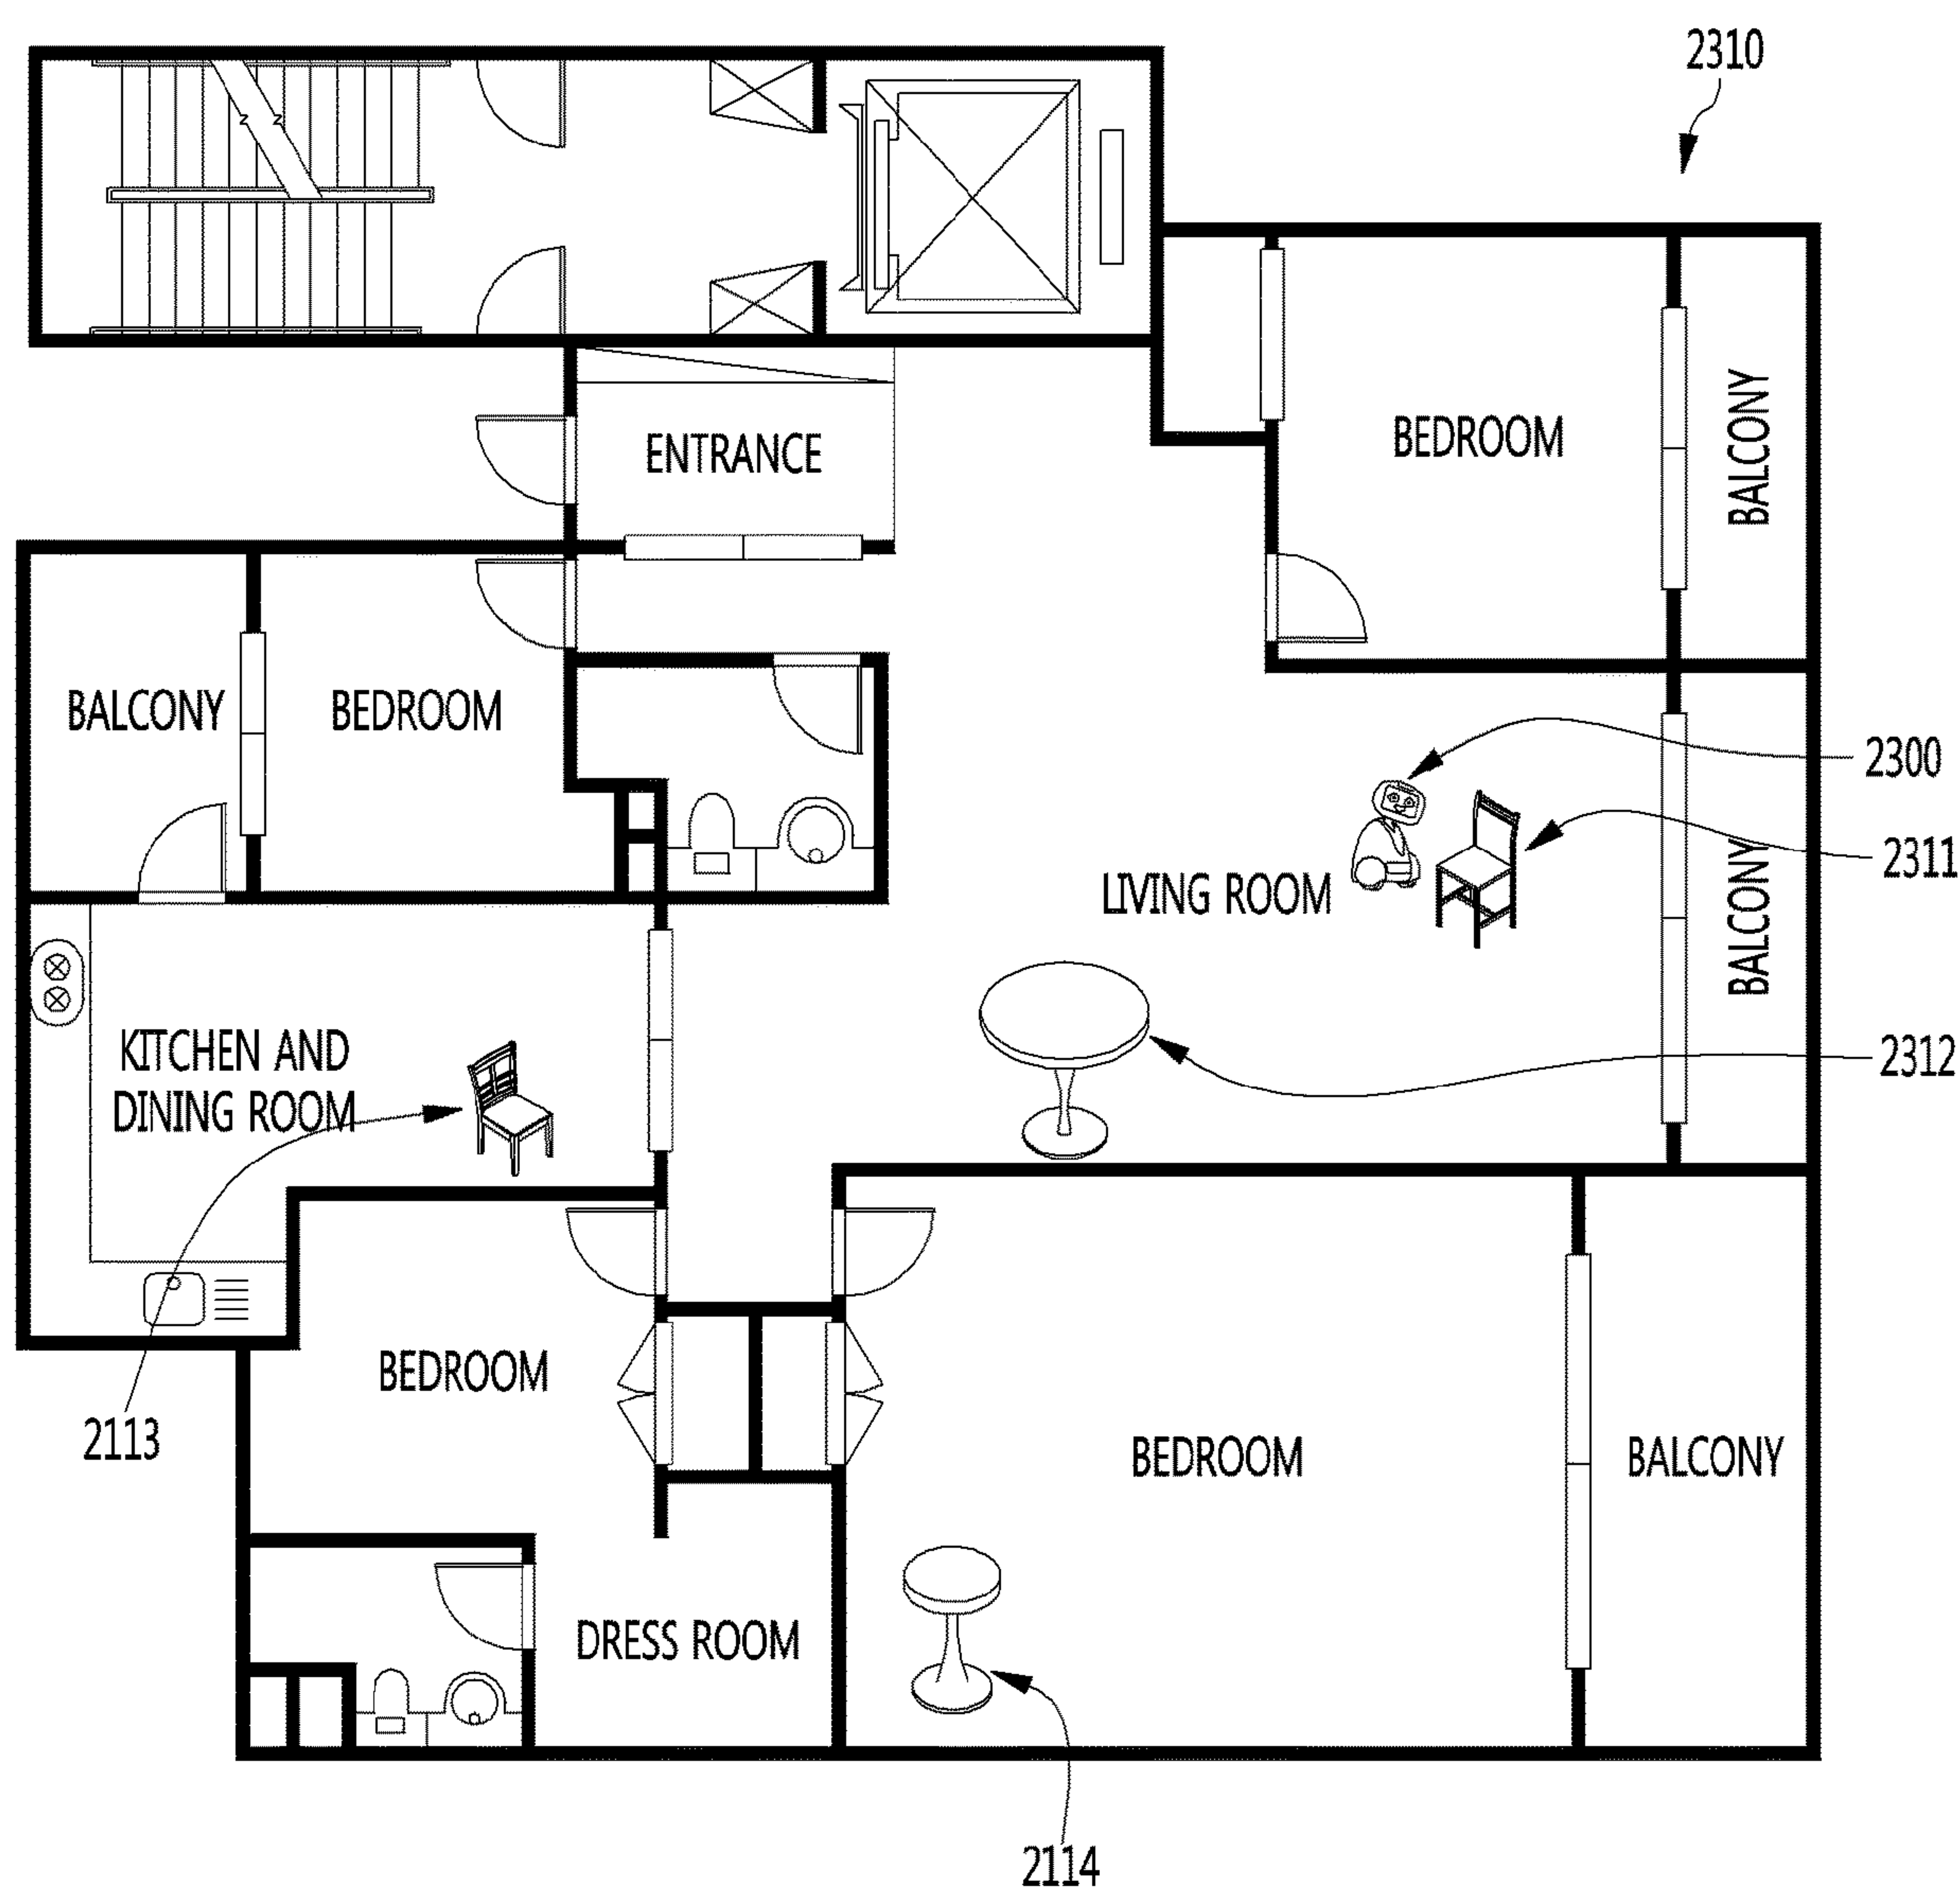 2310
BEDROOM
BALCONY
ENTRANCE
BALCONY
BEDROOM
2300
2311
LIVING ROOM
BALCONY
KITCHEN AND
DINING ROOM
2312
2113
BEDROOM
BEDROOM
BALCONY
DRESS ROOM
2114